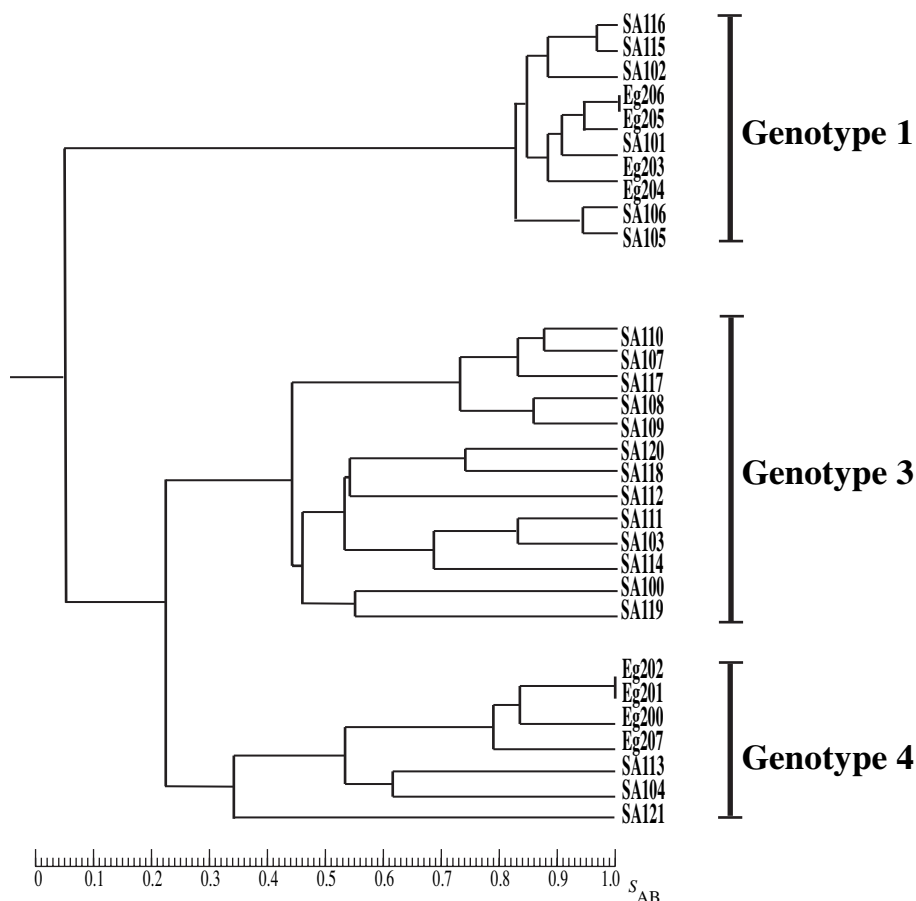 SA116
SA115
SA102
Eg206
Eg205
SA101
Eg203
Eg204
SA106
SA105
Genotype 1
SA110
SA107
SA117
SA108
SA109
SA120
SA118
SA112
SA111
SA103
SA114
SA100
SA119
Genotype 3
Eg202
Eg201
Eg200
Eg207
SA113
SA104
SA121
Genotype 4
0 0.1 0.2 0.3 0.4 0.5 0.6 0.7 0.8 0.9 1.0 SAB